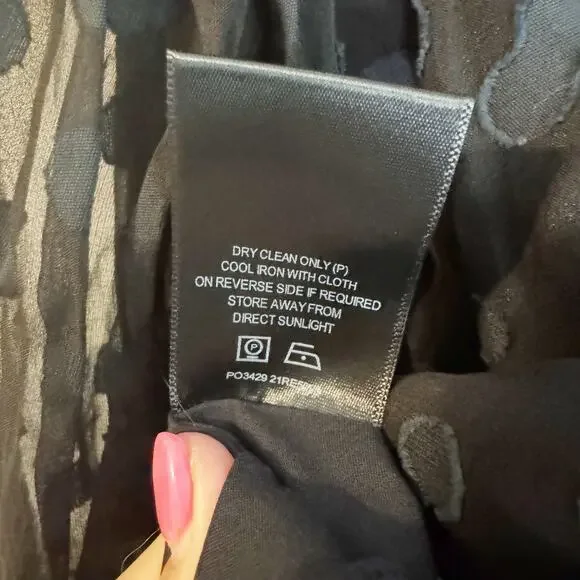 DRY CLEAN ONLY (P)
COOL IRON WITH CLOTH
ON REVERSE SIDE IF REQUIRED
STORE AWAY FROM
DIRECT SUNLIGHT
P
PO3429